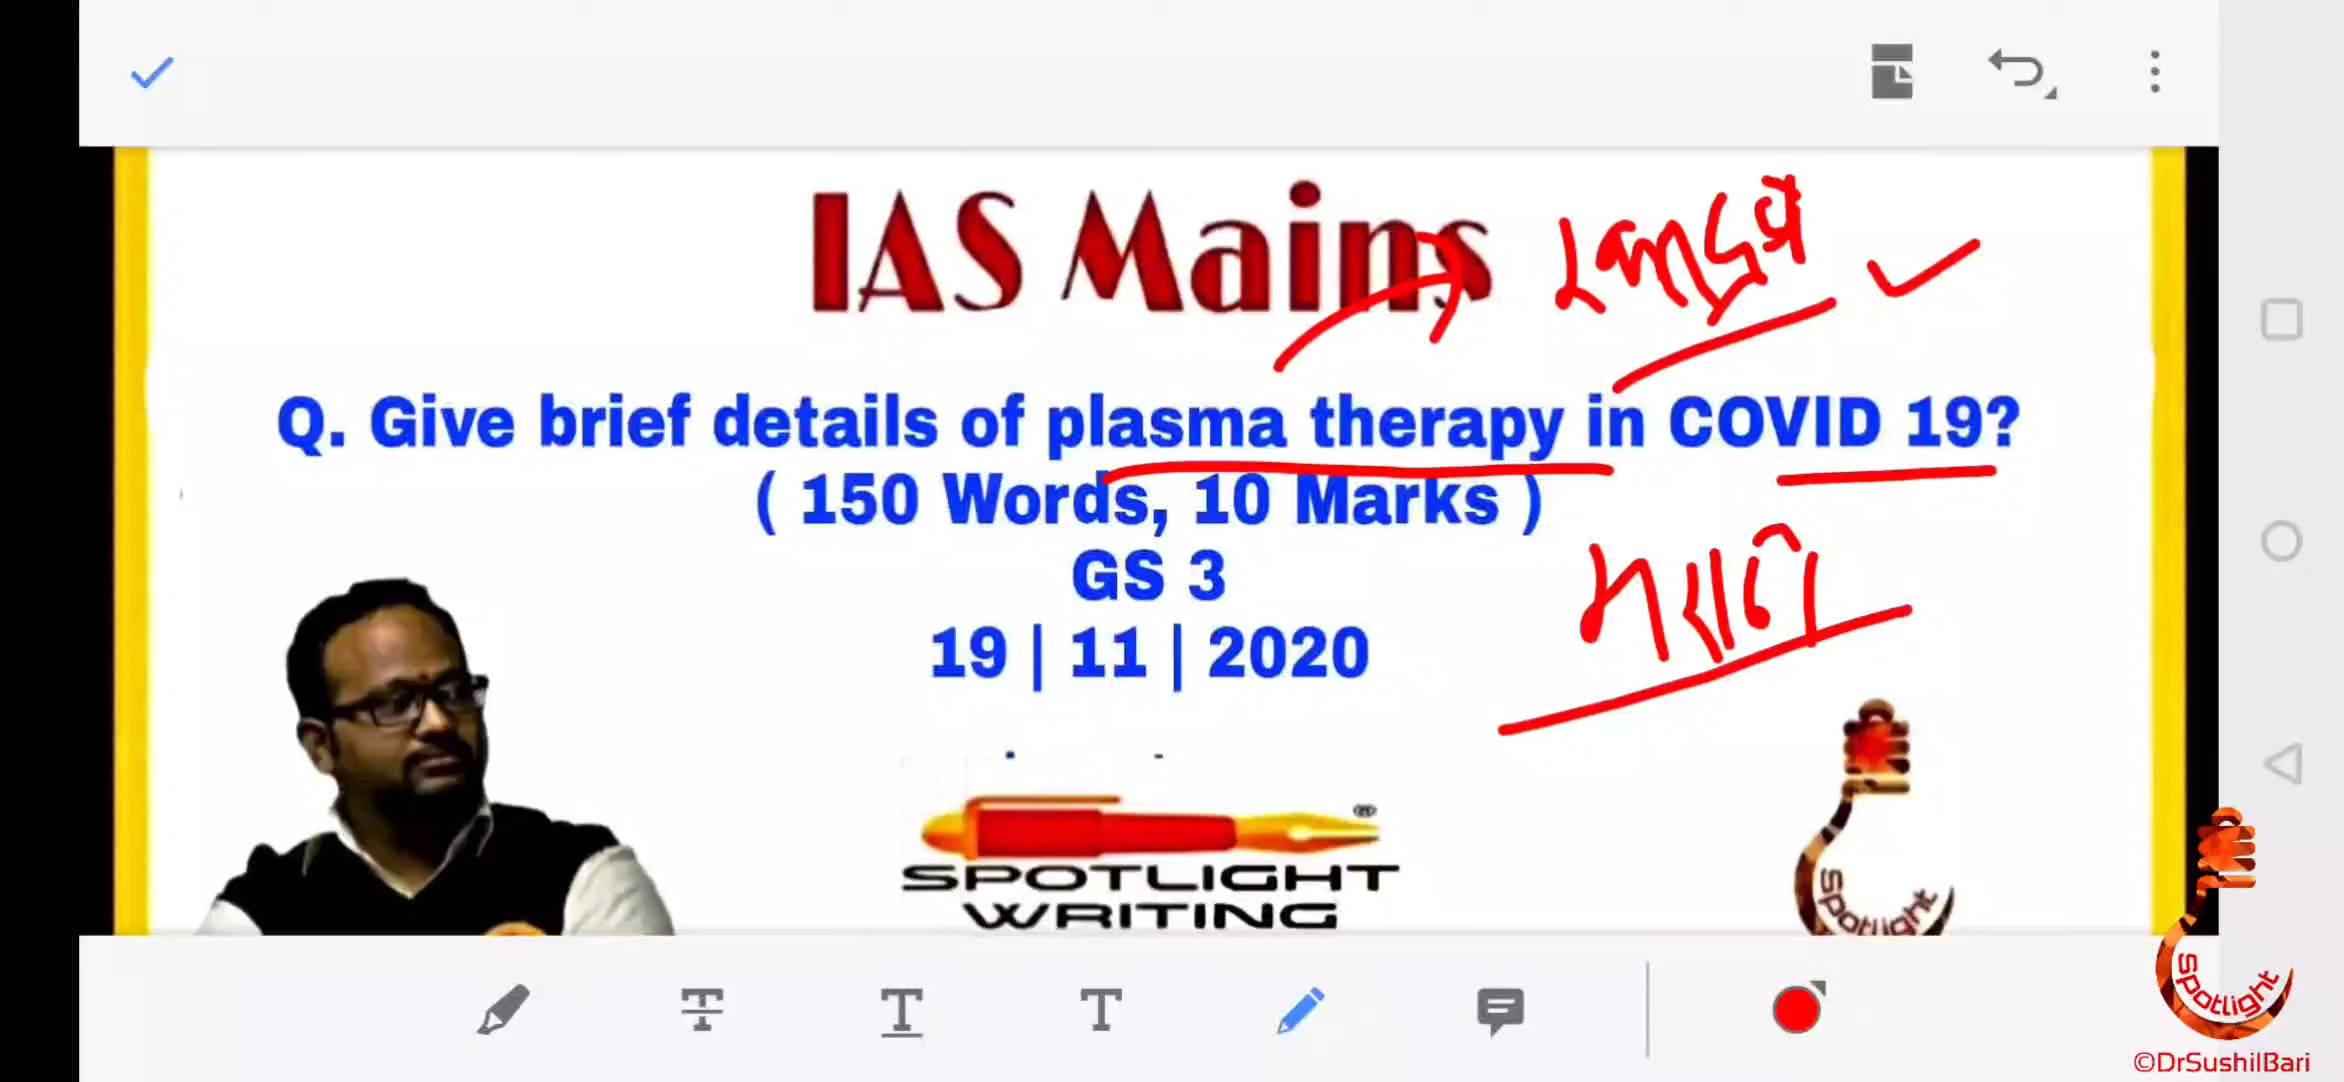 IAS Mains
Q. Give brief details of plasma therapy in COVID 19?
( 150 Words, 10 Marks )
GS 3
19 | 11 | 2020
मराठी
SPOTLIGHT
WRITING
®
Spotlight
Spotlight
©DrSushilBari